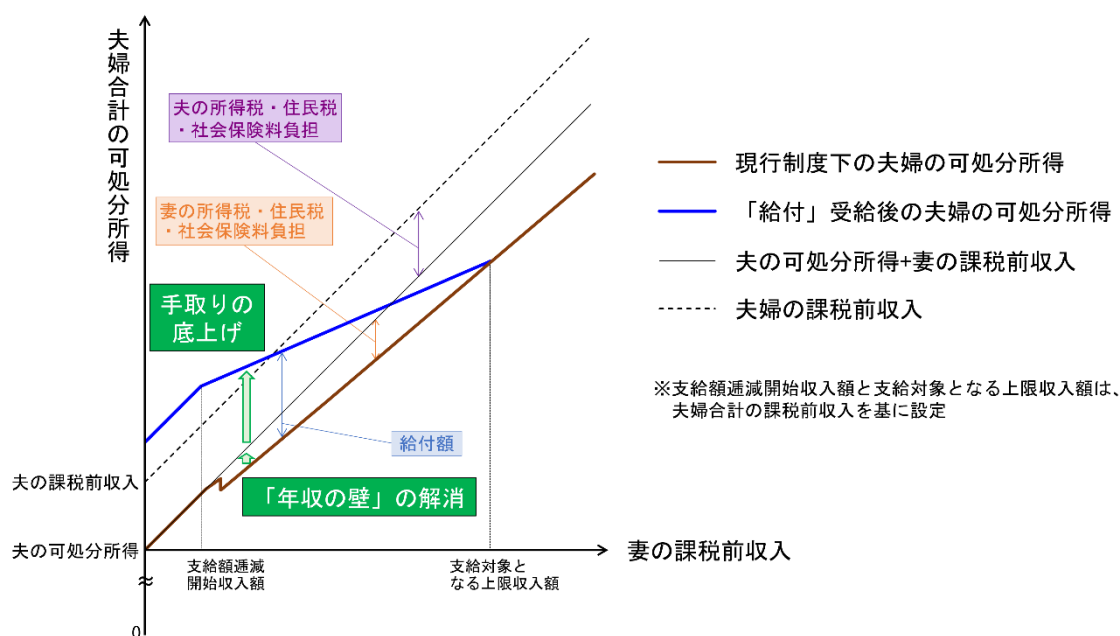 夫婦合計の可処分所得
夫の所得税・住民税
・社会保険料負担
妻の所得税・住民税
・社会保険料負担
手取りの
底上げ
給付額
「年収の壁」の解消
夫の課税前収入
夫の可処分所得
0
支給額逓減
開始収入額
支給対象と
なる上限収入額
妻の課税前収入
現行制度下の夫婦の可処分所得
「給付」受給後の夫婦の可処分所得
夫の可処分所得+妻の課税前収入
夫婦の課税前収入
※支給額逓減開始収入額と支給対象となる上限収入額は、
夫婦合計の課税前収入を基に設定